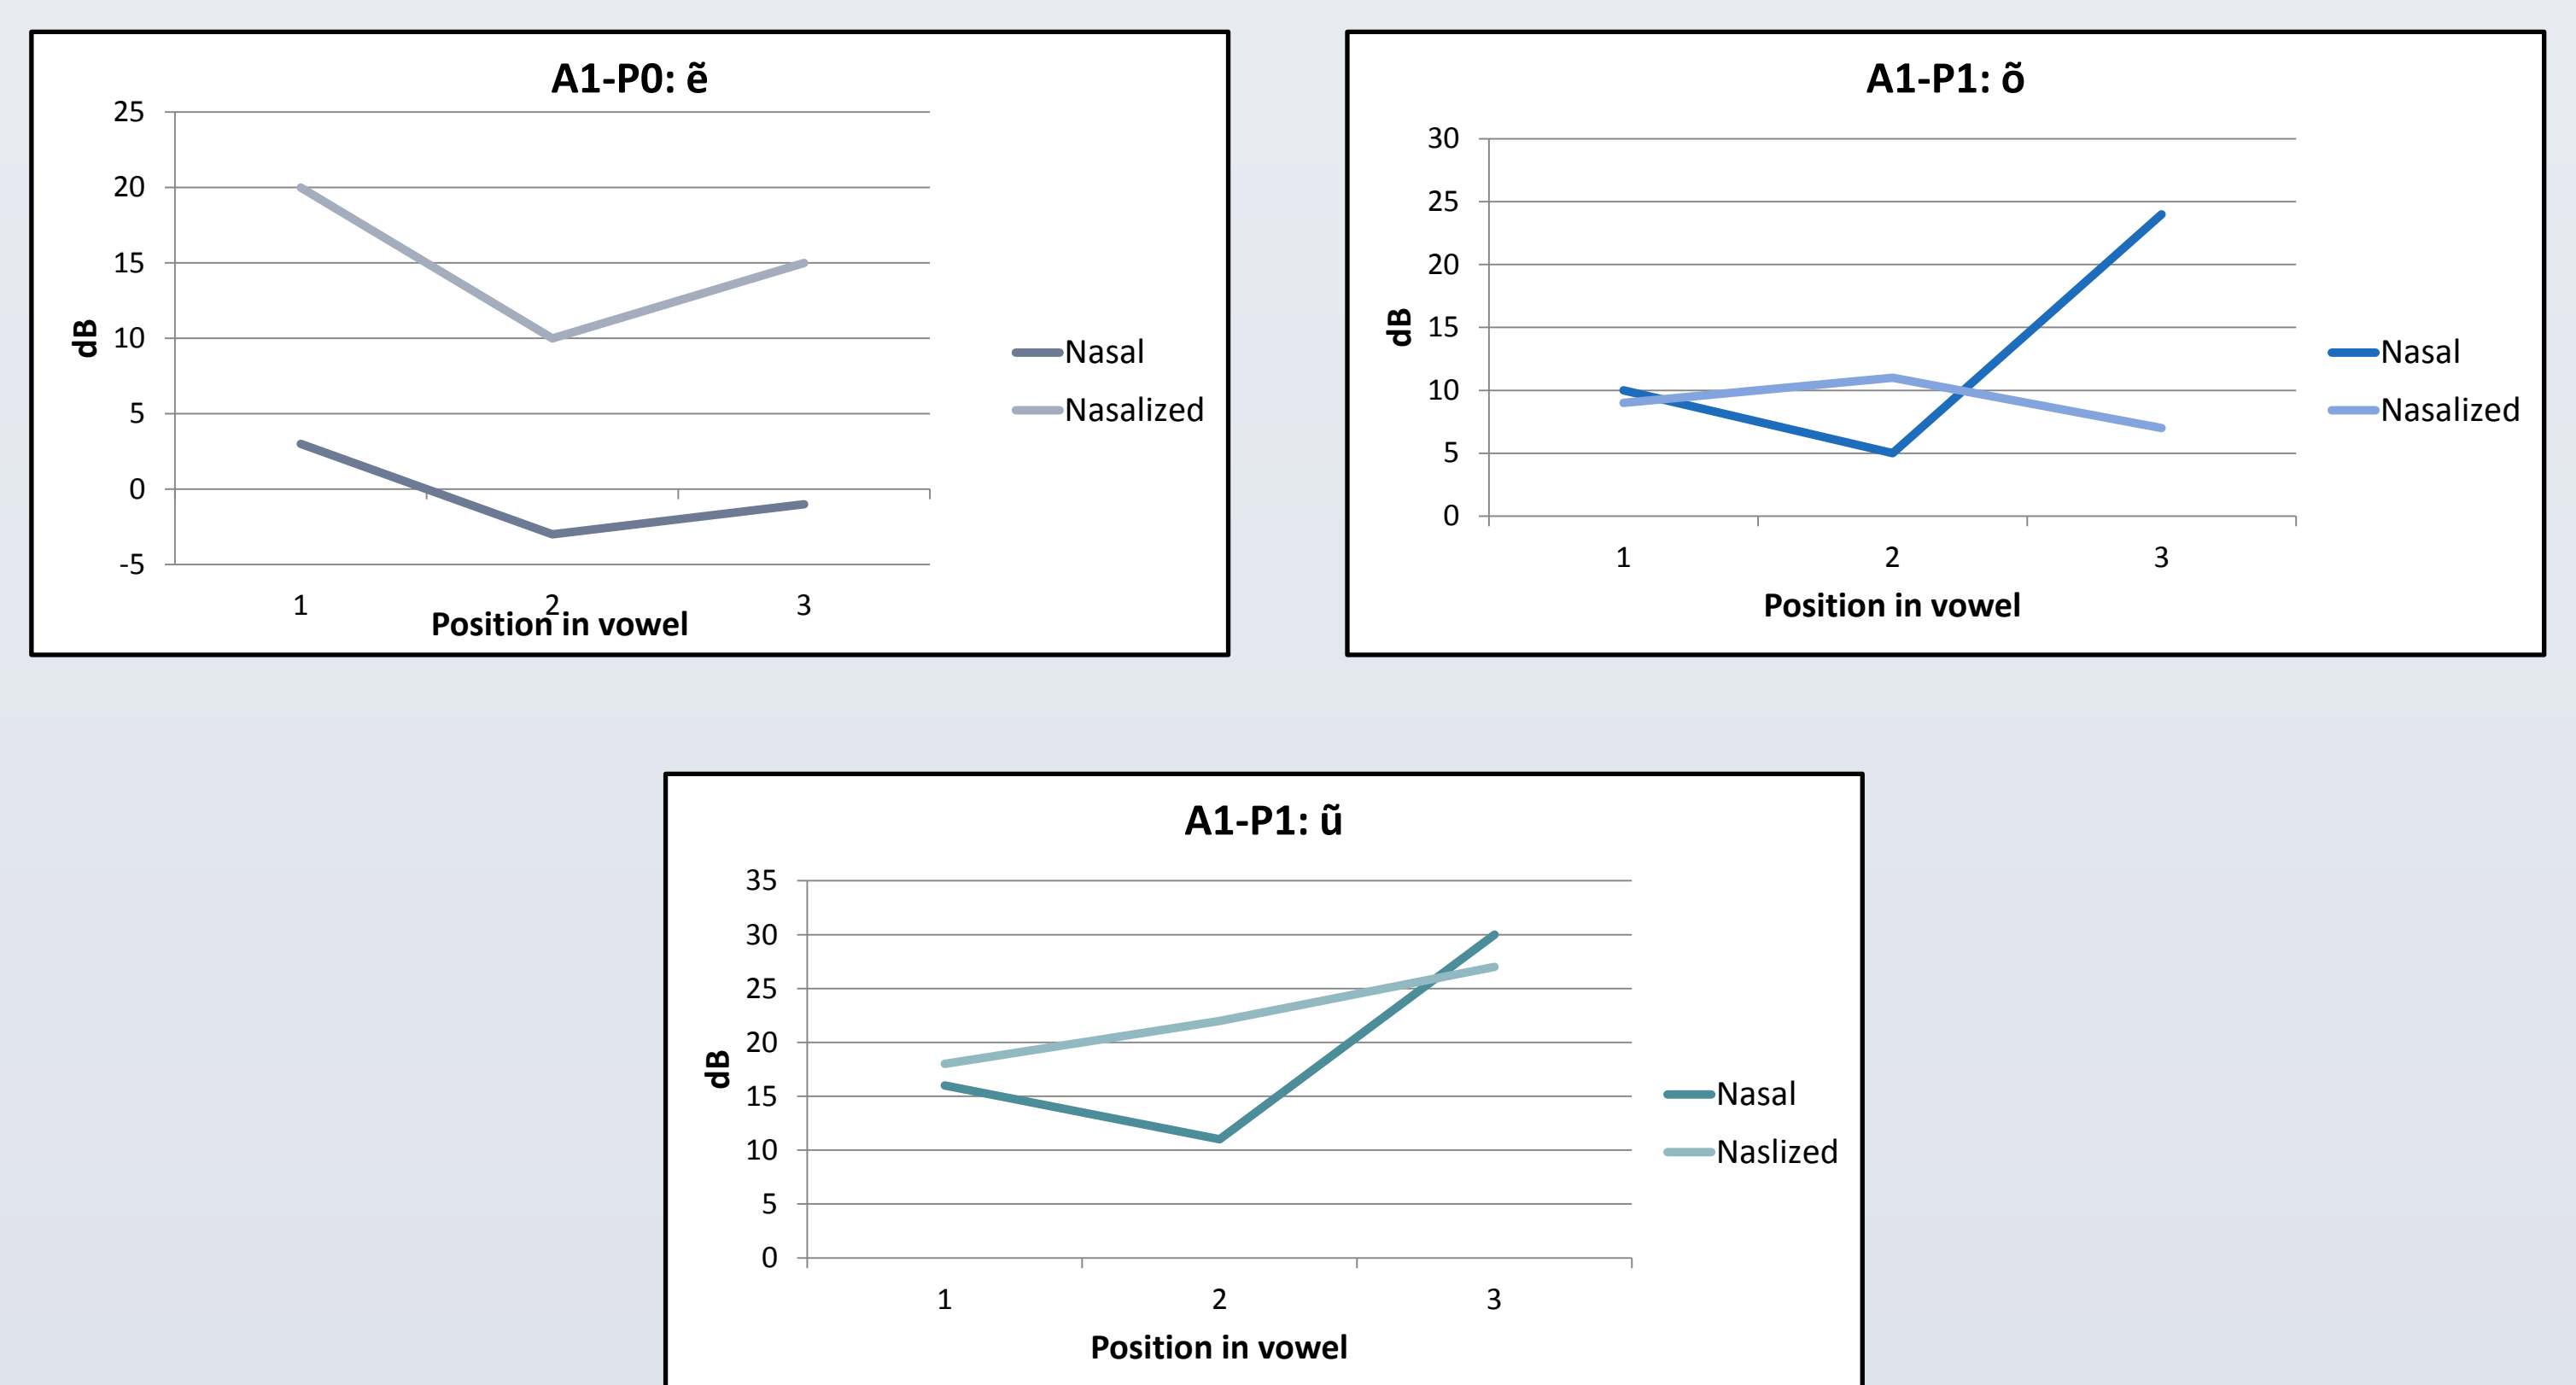 A1-P0: ẽ
25
20
15
10
5
0
-5
dB
1
2
3
Position in vowel
Nasal
Nasalized
A1-P1: õ
30
25
20
15
10
5
0
dB
1
2
3
Position in vowel
Nasal
Nasalized
A1-P1: ũ
35
30
25
20
15
10
5
0
dB
1
2
3
Position in vowel
Nasal
Naslized